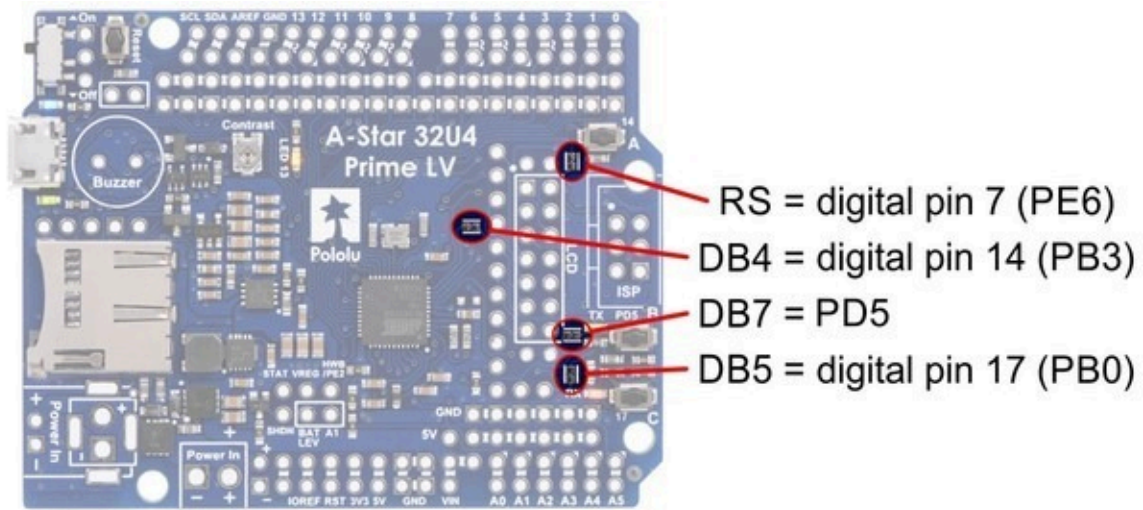 On
SCL SDA AREF GND 13 12 11 10 9 8 7 6 5 4 3 2 1 0
Reset
Off
Contrast
LED 13
A-Star 32U4
Prime LV
14
A
Buzzer
Pololu
LCD
ISP
RS = digital pin 7 (PE6)
DB4 = digital pin 14 (PB3)
DB7 = PD5
DB5 = digital pin 17 (PB0)
TX PD5 B
HWB
STAT VREG /PE2
17 C
GND
SHDN BAT A1
LEV
5V
Power In
+
-
Power In
- +
IOREF RST 3V3 5V GND VIN A0 A1 A2 A3 A4 A5